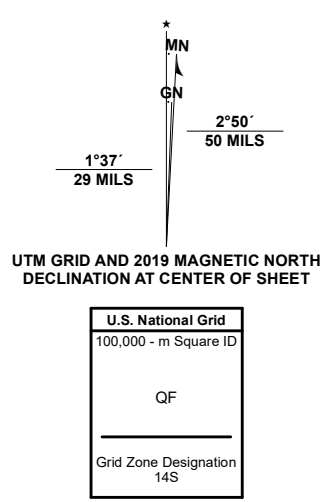 ★
MN
GN
2°50´
50 MILS
1°37´
29 MILS
UTM GRID AND 2019 MAGNETIC NORTH
DECLINATION AT CENTER OF SHEET
U.S. National Grid
100,000 - m Square ID
QF
Grid Zone Designation
14S